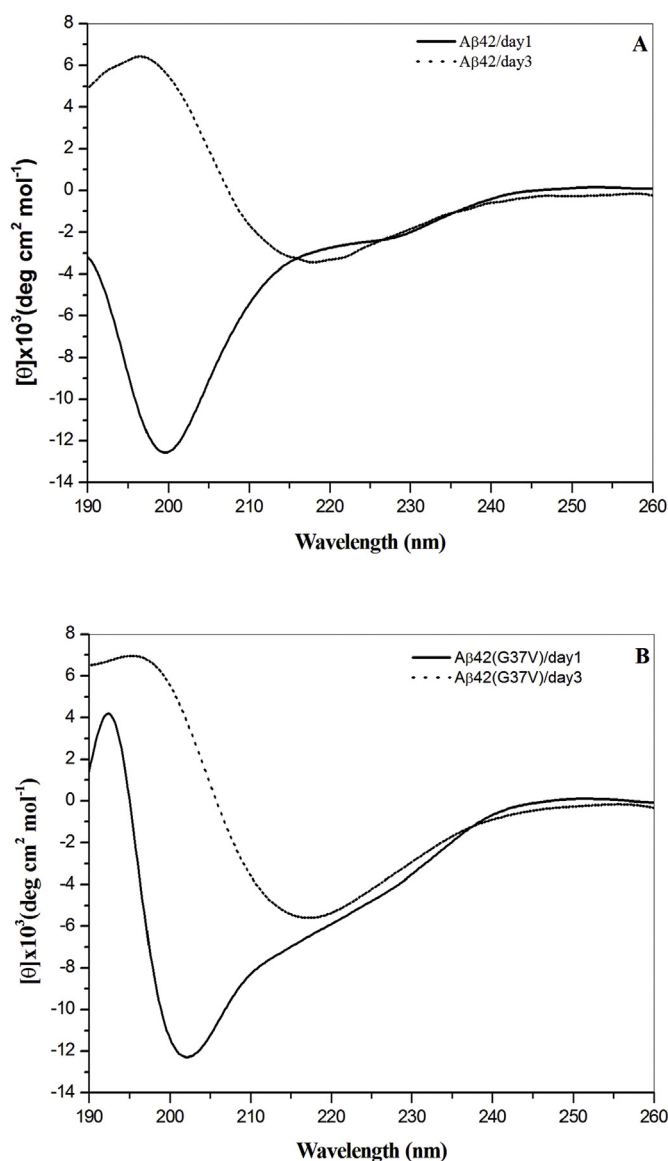 A
Aβ42/day1
Aβ42/day3
8
6
4
2
0
-2
-4
-6
-8
-10
-12
-14
[θ]x10³(deg cm² mol⁻¹)
190 200 210 220 230 240 250 260
Wavelength (nm)
B
Aβ42(G37V)/day1
Aβ42(G37V)/day3
8
6
4
2
0
-2
-4
-6
-8
-10
-12
-14
[θ]x10³(deg cm² mol⁻¹)
190 200 210 220 230 240 250 260
Wavelength (nm)